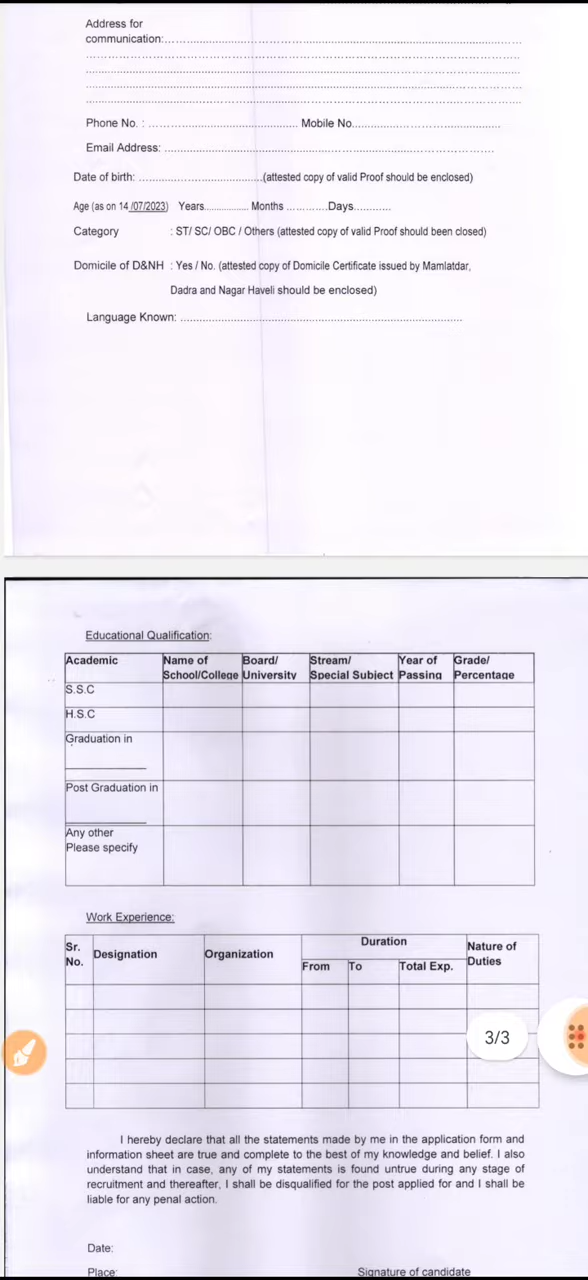 Address for
communication:................................................................
................................................................
................................................................
................................................................
................................................................
Phone No. : ................................ Mobile No................................
Email Address: ................................................................
Date of birth: ................................(attested copy of valid Proof should be enclosed)
Age (as on 14 /07/2023) Years................ Months ............Days...........
Category : ST/ SC/ OBC / Others (attested copy of valid Proof should been closed)
Domicile of D&NH : Yes / No. (attested copy of Domicile Certificate issued by Mamlatdar,
Dadra and Nagar Haveli should be enclosed)
Language Known: ................................................................
Educational Qualification:
Academic Name of School/College Board/ University Stream/ Special Subject Year of Passing Grade/ Percentage
S.S.C
H.S.C
Graduation in
Post Graduation in
Any other
Please specify
Work Experience:
Sr. No. Designation Organization Duration Nature of Duties
From To Total Exp.
3/3
I hereby declare that all the statements made by me in the application form and
information sheet are true and complete to the best of my knowledge and belief. I also
understand that in case, any of my statements is found untrue during any stage of
recruitment and thereafter, I shall be disqualified for the post applied for and I shall be
liable for any penal action.
Date:
Place: Signature of candidate